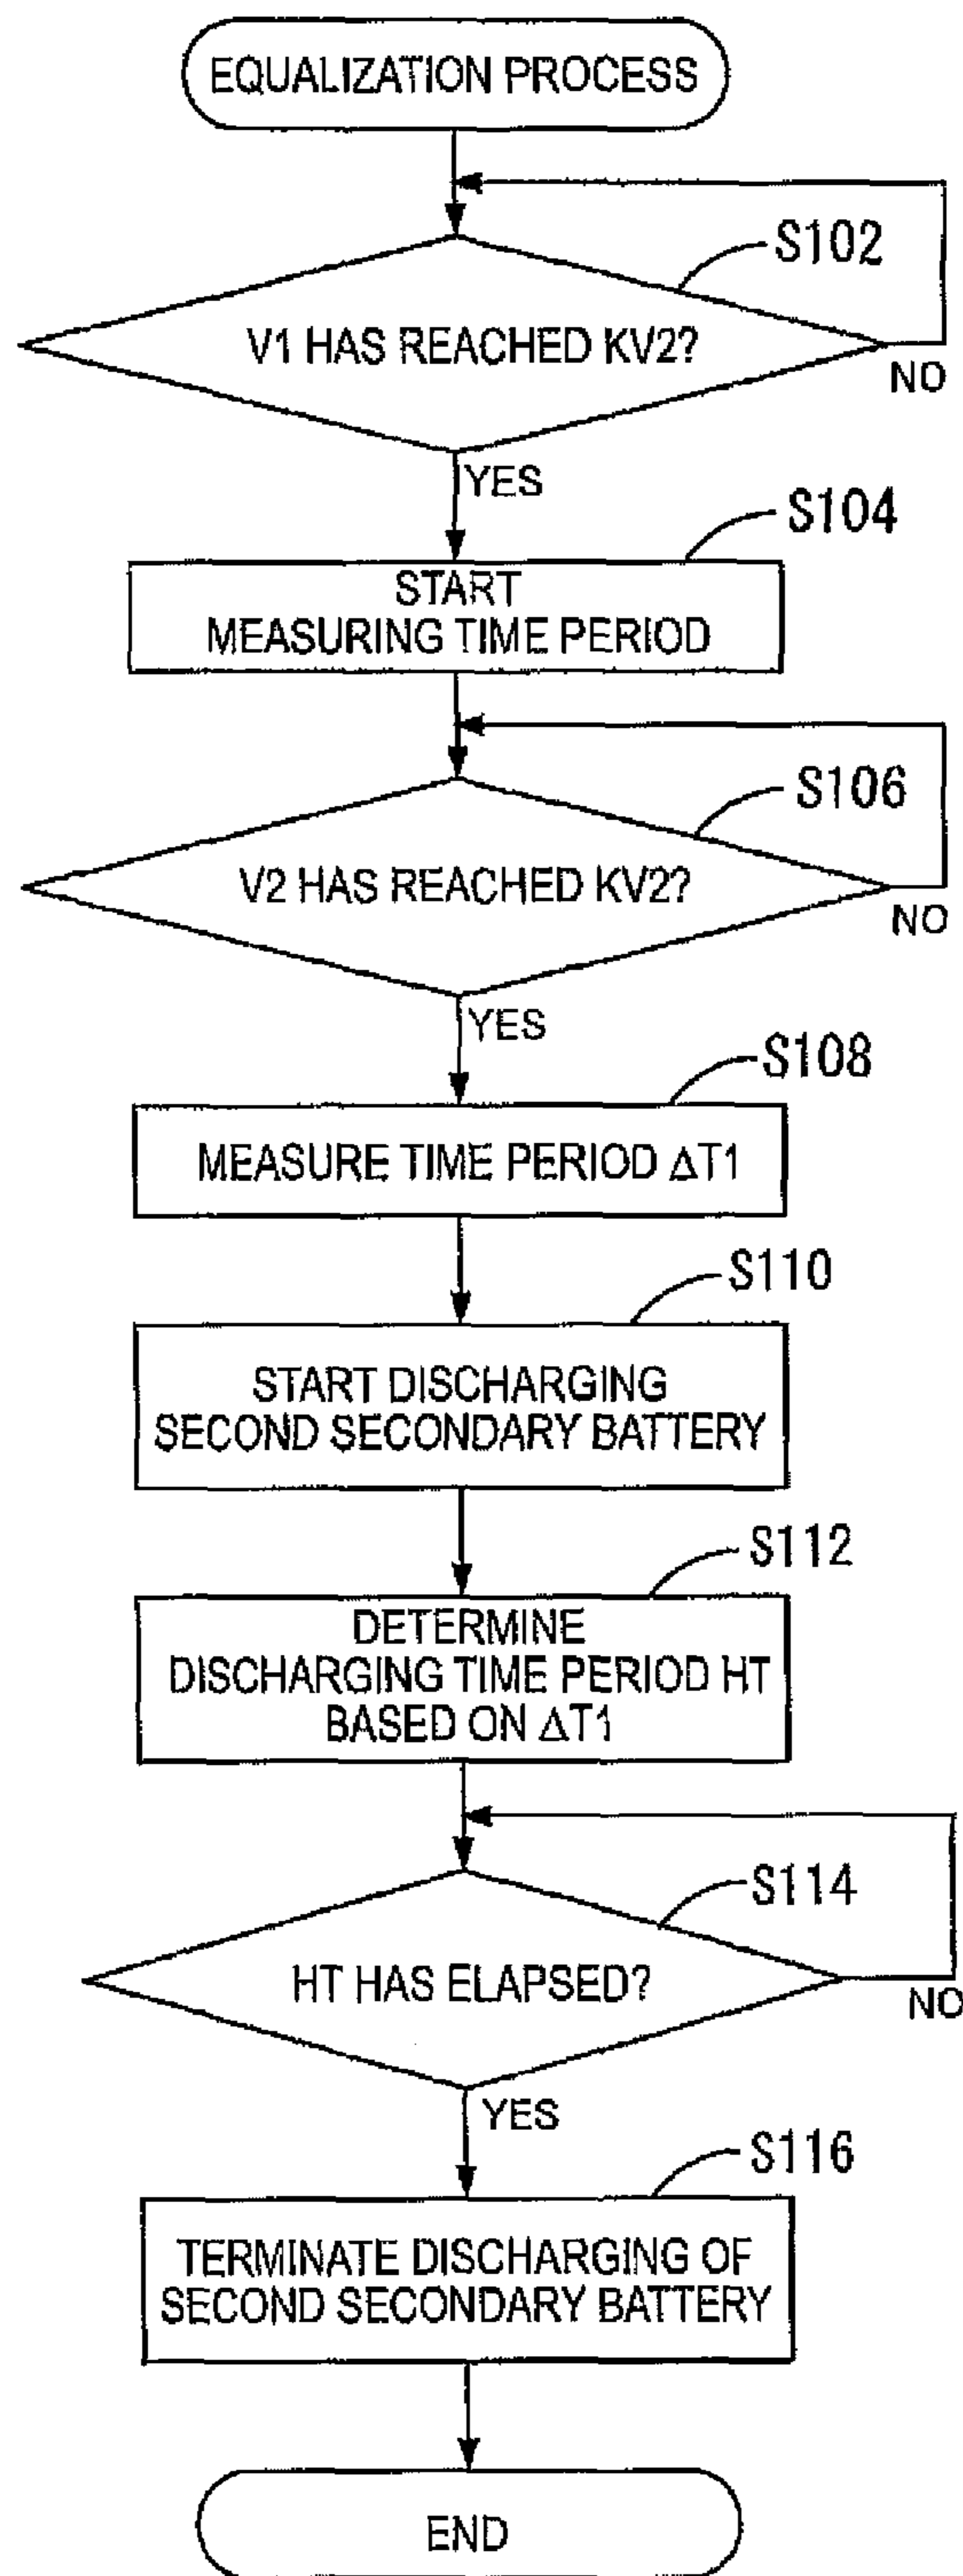 EQUALIZATION PROCESS
S102
V1 HAS REACHED KV2?
NO
YES
S104
START
MEASURING TIME PERIOD
S106
V2 HAS REACHED KV2?
NO
YES
S108
MEASURE TIME PERIOD ΔT1
S110
START DISCHARGING
SECOND SECONDARY BATTERY
S112
DETERMINE
DISCHARGING TIME PERIOD HT
BASED ON ΔT1
S114
HT HAS ELAPSED?
NO
YES
S116
TERMINATE DISCHARGING OF
SECOND SECONDARY BATTERY
END